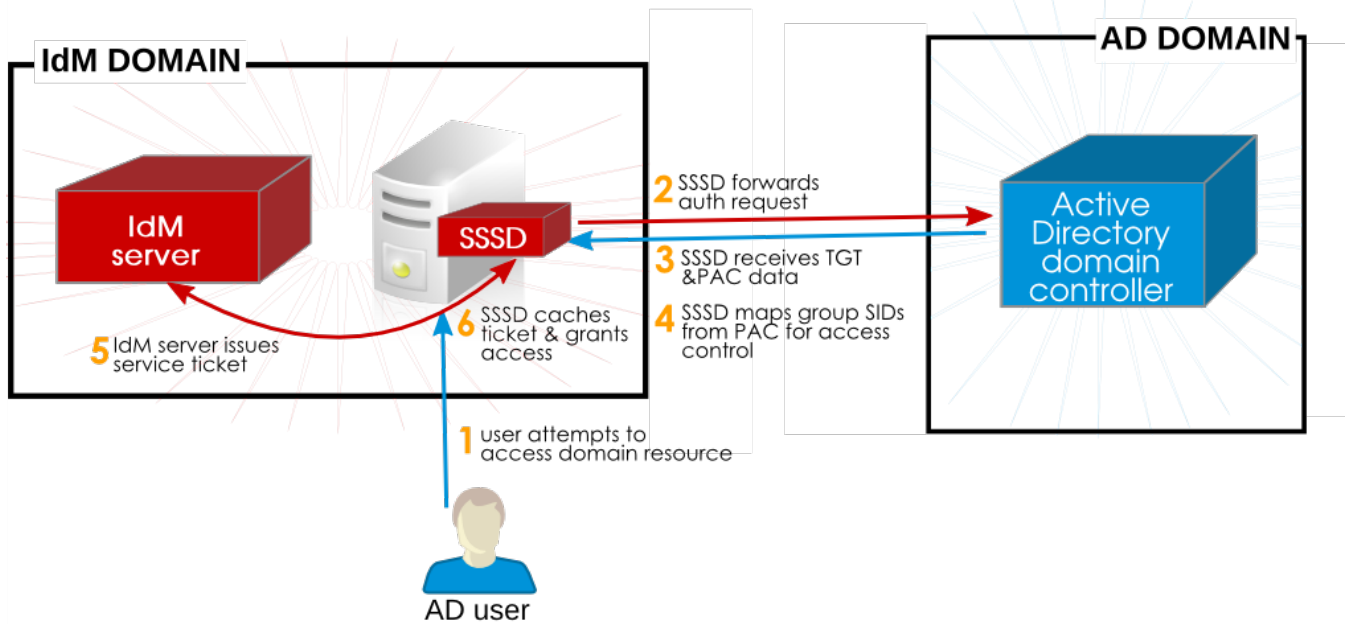 IdM DOMAIN
AD DOMAIN
IdM
server
SSSD
2 SSSD forwards
auth request
3 SSSD receives TGT
&PAC data
4 SSSD maps group SIDs
from PAC for access
control
Active
Directory
domain
controller
5 IdM server issues
service ticket
6 SSSD caches
ticket & grants
access
1 user attempts to
access domain resource
AD user